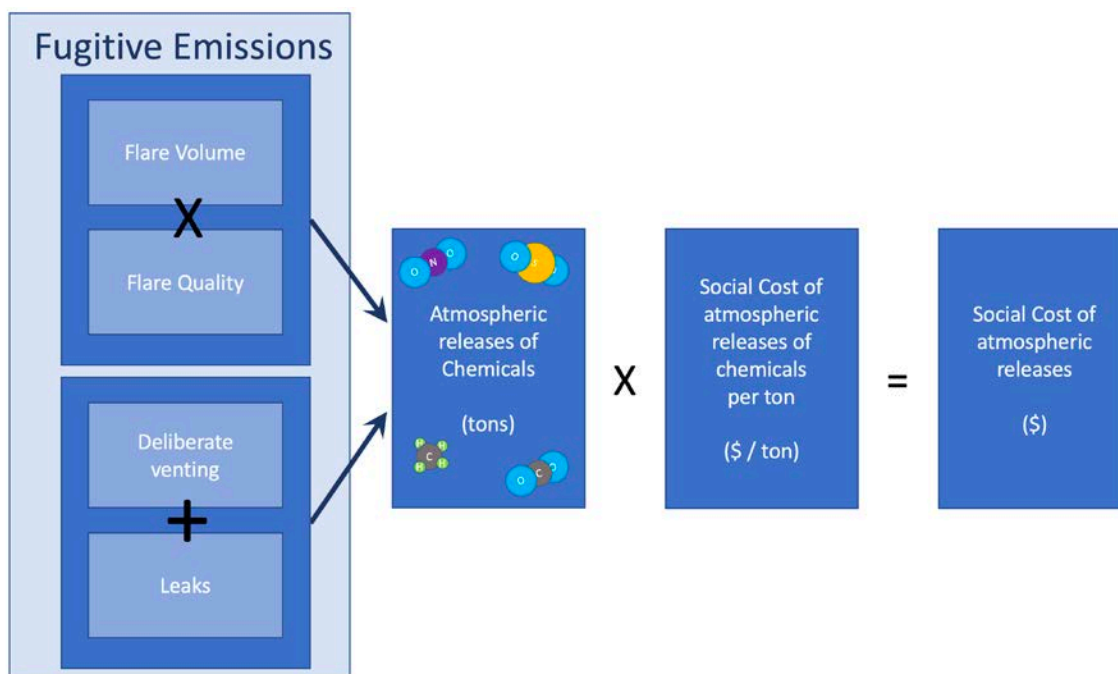 Fugitive Emissions
Flare Volume
X
Flare Quality
Deliberate
venting
+
Leaks
O
N
O
O
S
O
Atmospheric
releases of
Chemicals
(tons)
H
H
C
H
H
O
C
O
X
Social Cost of
atmospheric
releases of
chemicals
per ton
($ / ton)
=
Social Cost of
atmospheric
releases
($)